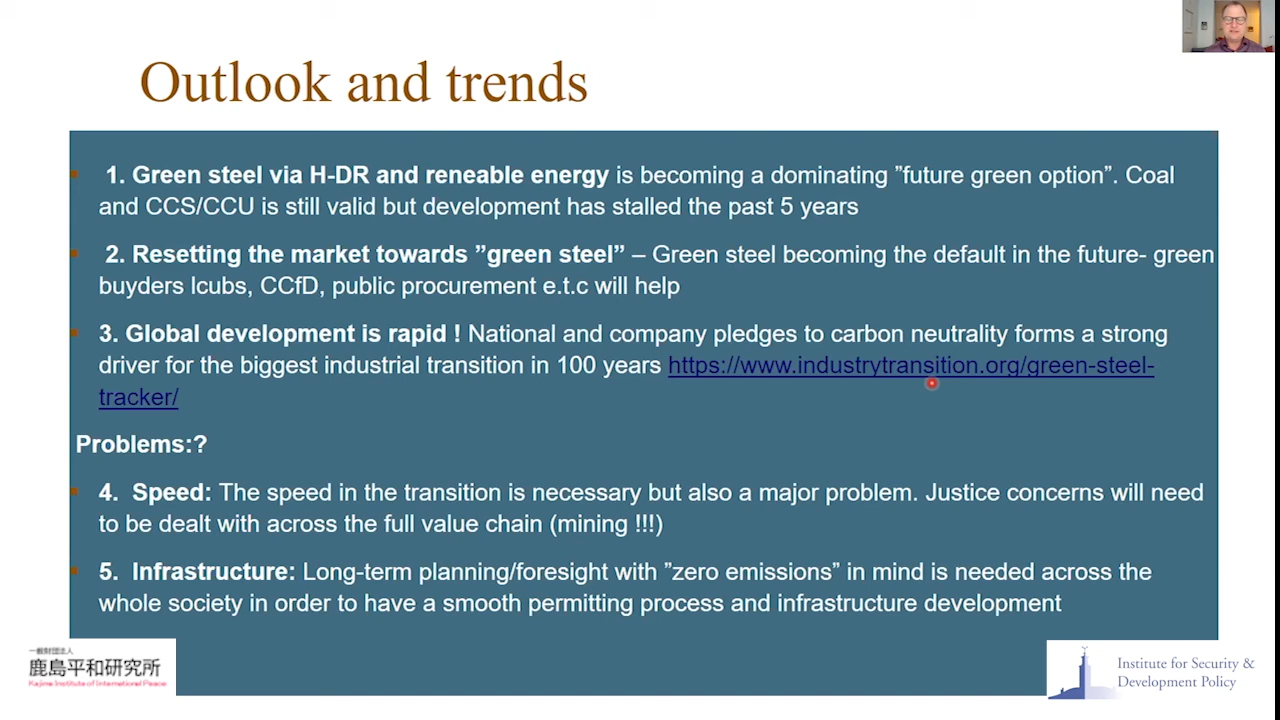 Outlook and trends
1. Green steel via H-DR and reneable energy is becoming a dominating ”future green option”. Coal
and CCS/CCU is still valid but development has stalled the past 5 years
2. Resetting the market towards ”green steel” – Green steel becoming the default in the future- green
buyders lcubs, CCfD, public procurement e.t.c will help
3. Global development is rapid ! National and company pledges to carbon neutrality forms a strong
driver for the biggest industrial transition in 100 years https://www.industrytransition.org/green-steel-
tracker/
Problems:?
4. Speed: The speed in the transition is necessary but also a major problem. Justice concerns will need
to be dealt with across the full value chain (mining !!!)
5. Infrastructure: Long-term planning/foresight with ”zero emissions” in mind is needed across the
whole society in order to have a smooth permitting process and infrastructure development
一般財団法人
鹿島平和研究所
Kajima Institute of International Peace
Institute for Security &
Development Policy